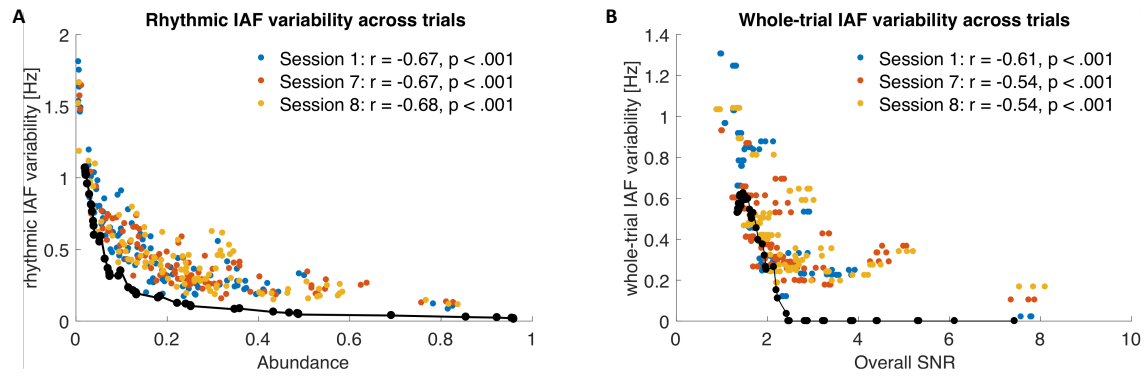 A
Rhythmic IAF variability across trials
2
1.5
1
0.5
0
rhythmic IAF variability [Hz]
Session 1: r = -0.67, p < .001
Session 7: r = -0.67, p < .001
Session 8: r = -0.68, p < .001
0
0.2
0.4
0.6
0.8
1
Abundance
B
Whole-trial IAF variability across trials
1.4
1.2
1
0.8
0.6
0.4
0.2
0
whole-trial IAF variability [Hz]
Session 1: r = -0.61, p < .001
Session 7: r = -0.54, p < .001
Session 8: r = -0.54, p < .001
0
2
4
6
8
10
Overall SNR